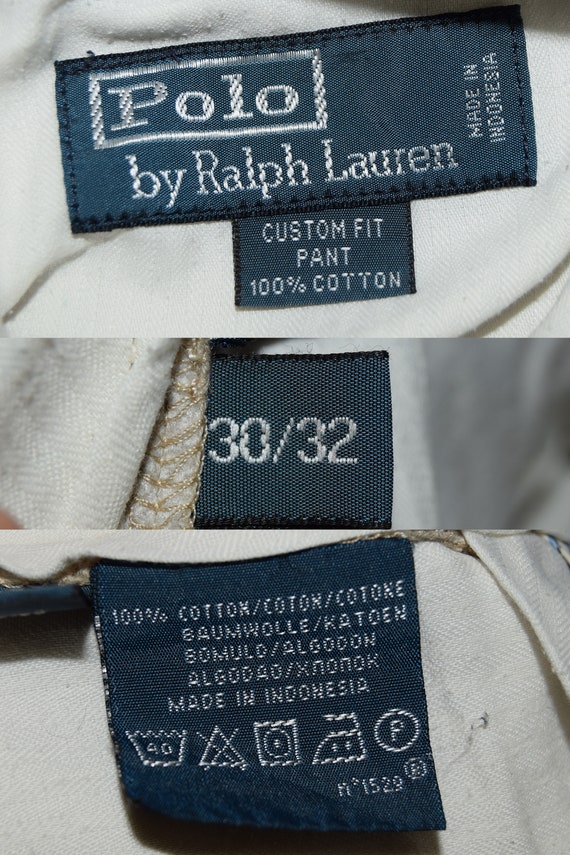 Polo
by Ralph Lauren
MADE IN
INDONESIA
CUSTOM FIT
PANT
100% COTTON
30/32
100% COTTON/COTON/COTONE
BAUMWOLLE/KATOEN
BOMULD/ALGODON
ALGODAO/ХЛОПОК
MADE IN INDONESIA
40
F
n°1529 ®